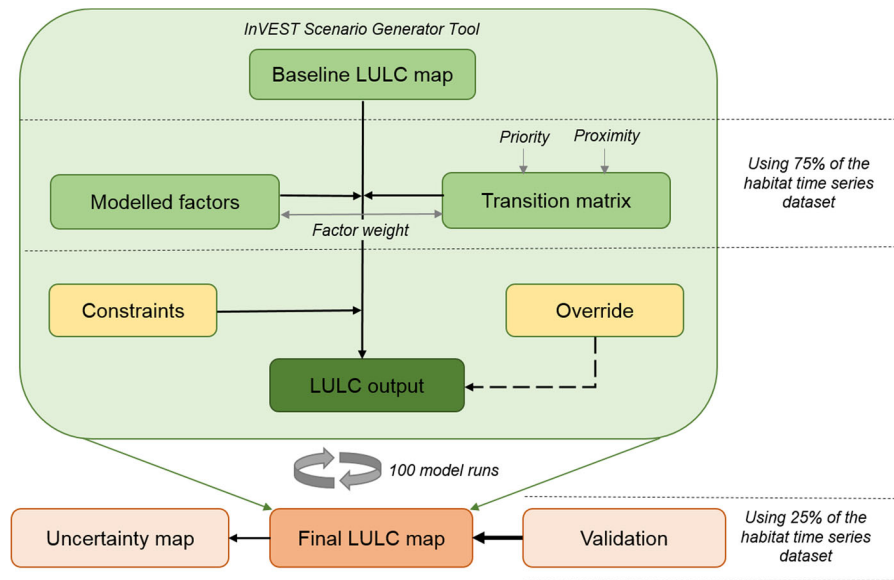 InVEST Scenario Generator Tool
Baseline LULC map
Priority
Proximity
Using 75% of the
habitat time series
dataset
Modelled factors
Transition matrix
Factor weight
Constraints
Override
LULC output
100 model runs
Uncertainty map
Final LULC map
Validation
Using 25% of the
habitat time series
dataset